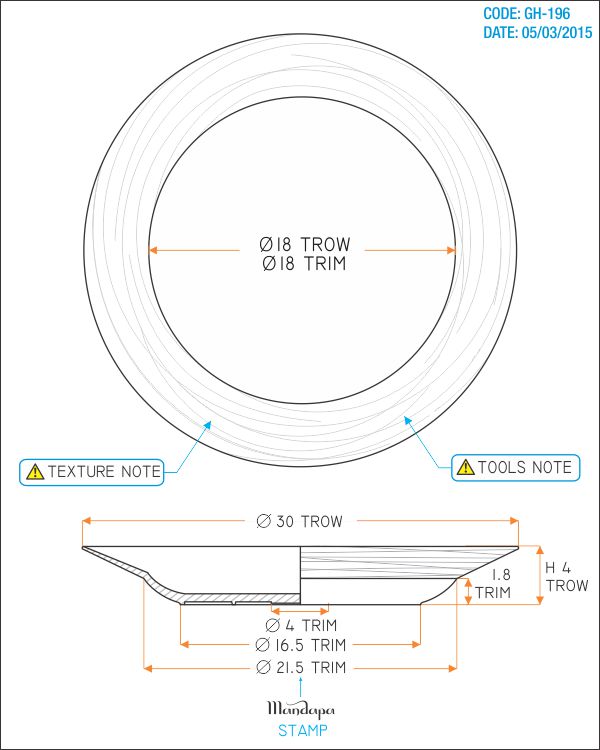 CODE: GH-196
DATE: 05/03/2015
Ø18 TROW
Ø18 TRIM
TEXTURE NOTE
TOOLS NOTE
Ø 30 TROW
1.8
TRIM
H 4
TROW
Ø 4 TRIM
Ø 16.5 TRIM
Ø 21.5 TRIM
Mandapa
STAMP